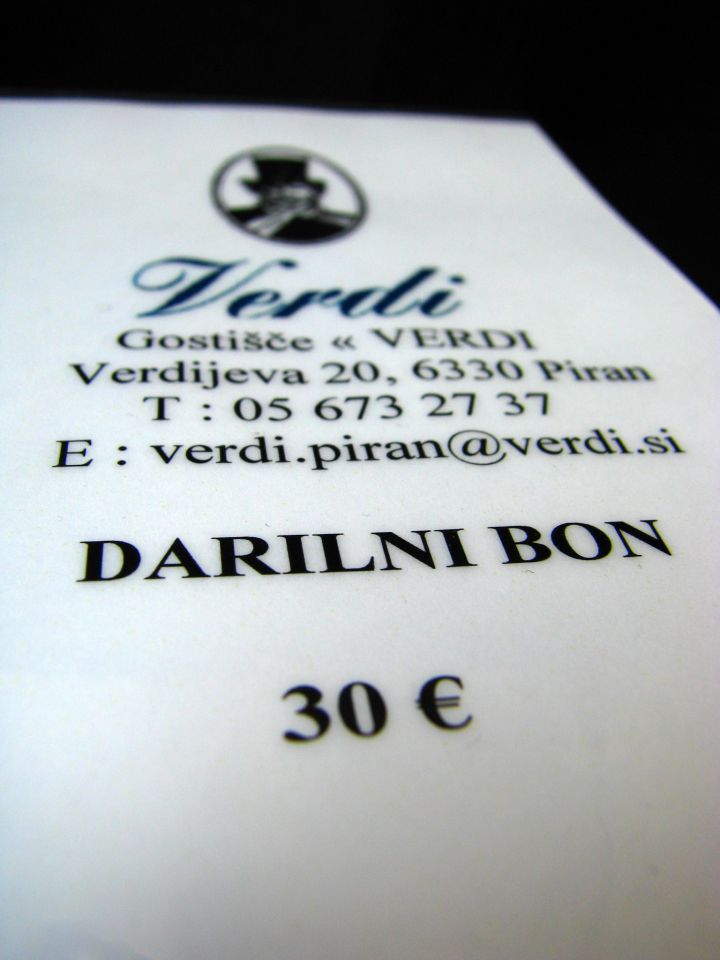 Verdi
Gostišče « VERDI
Verdijeva 20, 6330 Piran
T : 05 673 27 37
E : verdi.piran@verdi.si
DARILNI BON
30 €